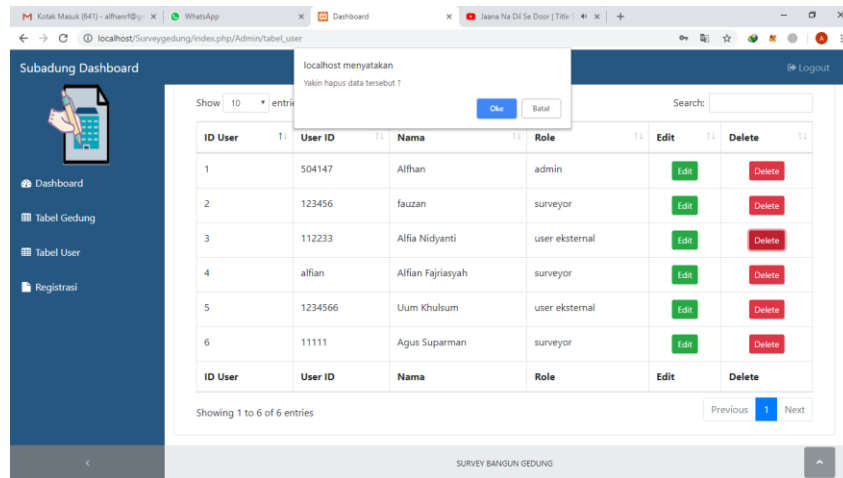 Kotak Masuk (641) - alfhanrf@g
WhatsApp
Dashboard
Jaana Na Dil Se Door | Title
localhost/Surveygedung/index.php/Admin/tabel_user
A
Subadung Dashboard
Logout
localhost menyatakan
Yakin hapus data tersebut ?
Oke Batal
Show 10 entrie
Search:
ID User User ID Nama Role Edit Delete
1 504147 Alfhan admin Edit Delete
2 123456 fauzan surveyor Edit Delete
3 112233 Alfia Nidyanti user eksternal Edit Delete
4 alfian Alfian Fajriasyah surveyor Edit Delete
5 1234566 Uum Khulsum user eksternal Edit Delete
6 11111 Agus Suparman surveyor Edit Delete
ID User User ID Nama Role Edit Delete
Showing 1 to 6 of 6 entries
Previous 1 Next
Dashboard
Tabel Gedung
Tabel User
Registrasi
SURVEY BANGUN GEDUNG